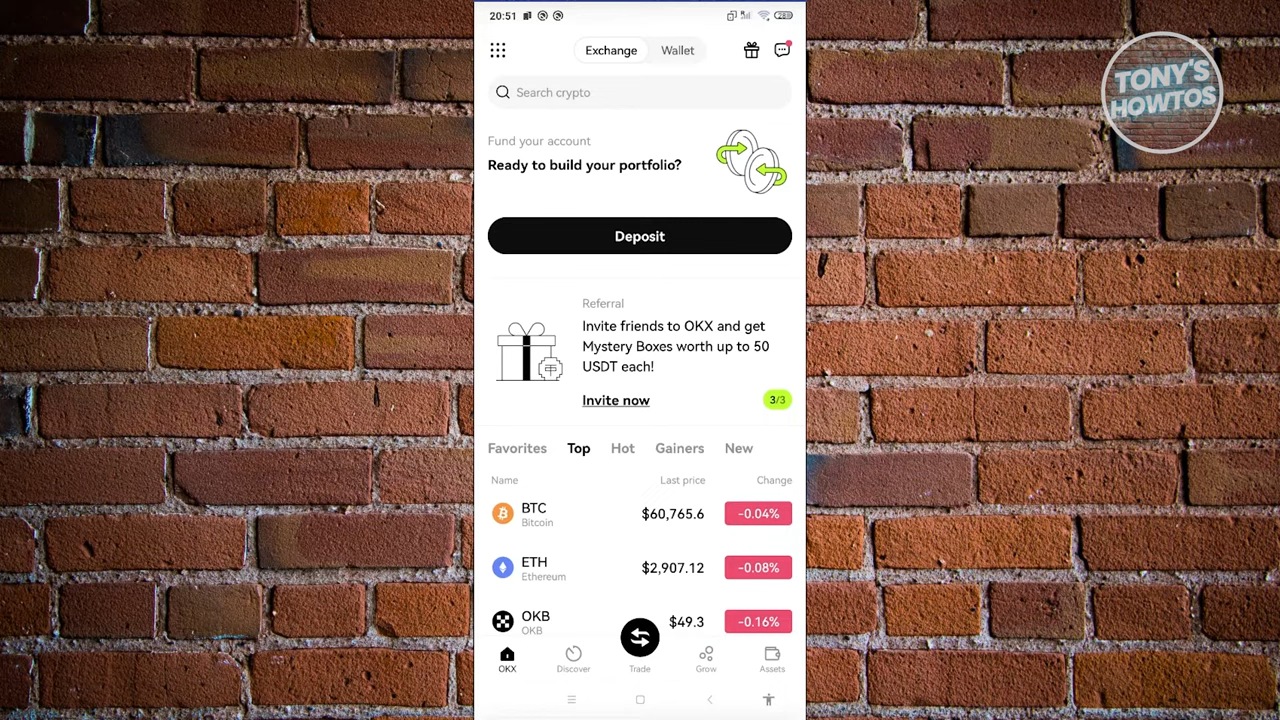 20:51
28
Exchange
Wallet
Search crypto
Fund your account
Ready to build your portfolio?
Deposit
Referral
Invite friends to OKX and get
Mystery Boxes worth up to 50
USDT each!
Invite now
3/3
Favorites
Top
Hot
Gainers
New
Name
Last price
Change
BTC
Bitcoin
$60,765.6
-0.04%
ETH
Ethereum
$2,907.12
-0.08%
OKB
OKB
$49.3
-0.16%
OKX
Discover
Trade
Grow
Assets
TONY'S
HOWTOS